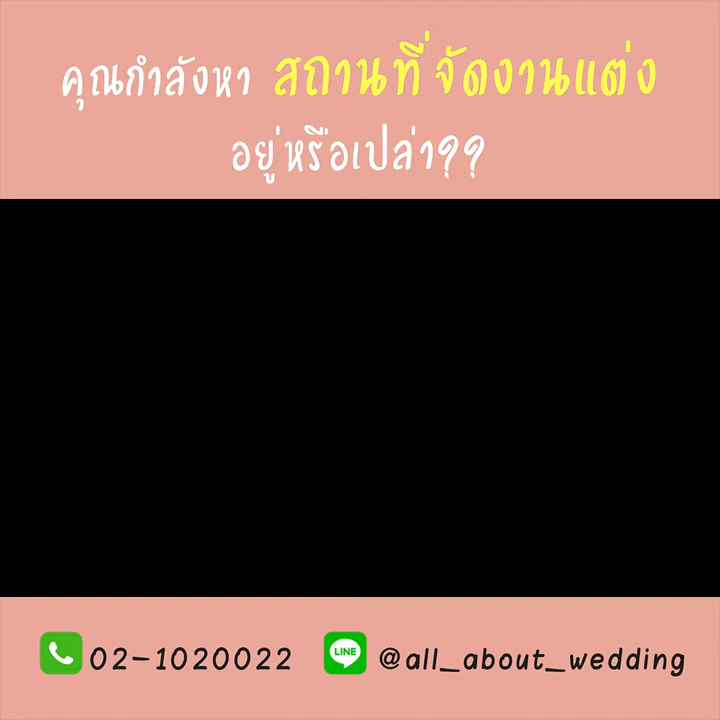 คุณกำลังหา สถานที่จัดงานแต่ง
อยู่หรือเปล่า??
02-1020022 LINE @all_about_wedding